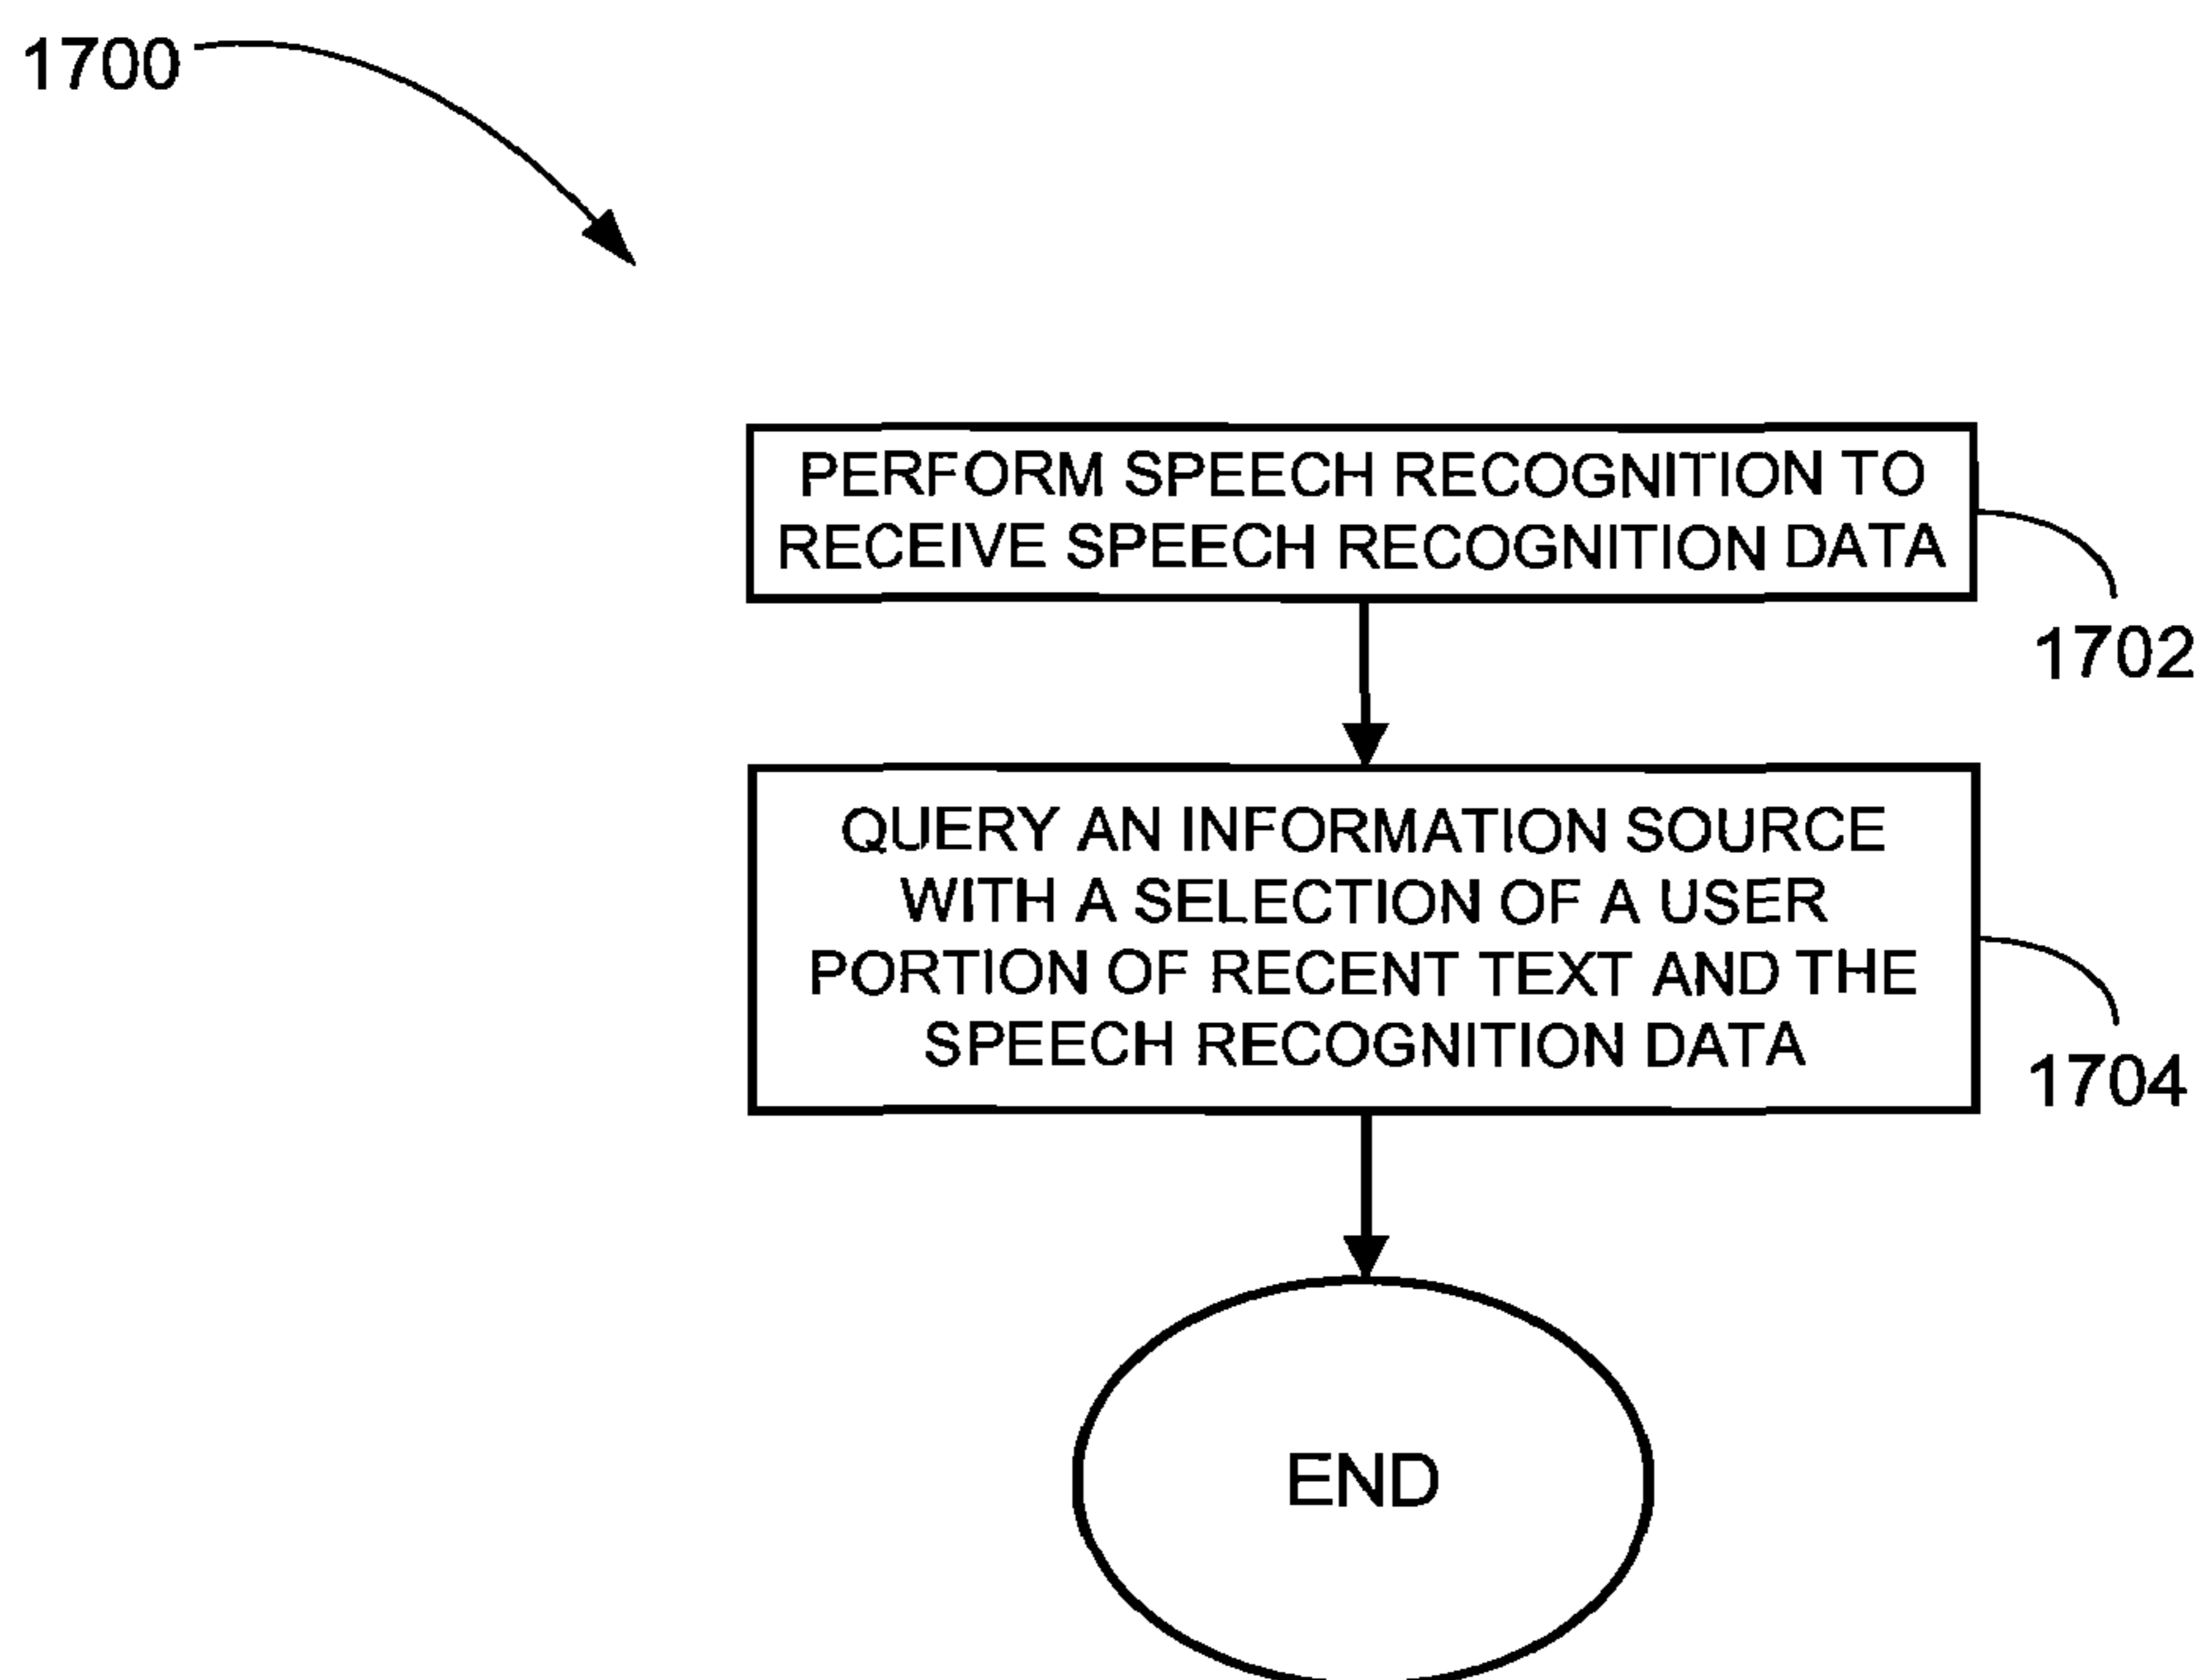 1700
PERFORM SPEECH RECOGNITION TO
RECEIVE SPEECH RECOGNITION DATA
1702
QUERY AN INFORMATION SOURCE
WITH A SELECTION OF A USER
PORTION OF RECENT TEXT AND THE
SPEECH RECOGNITION DATA
1704
END